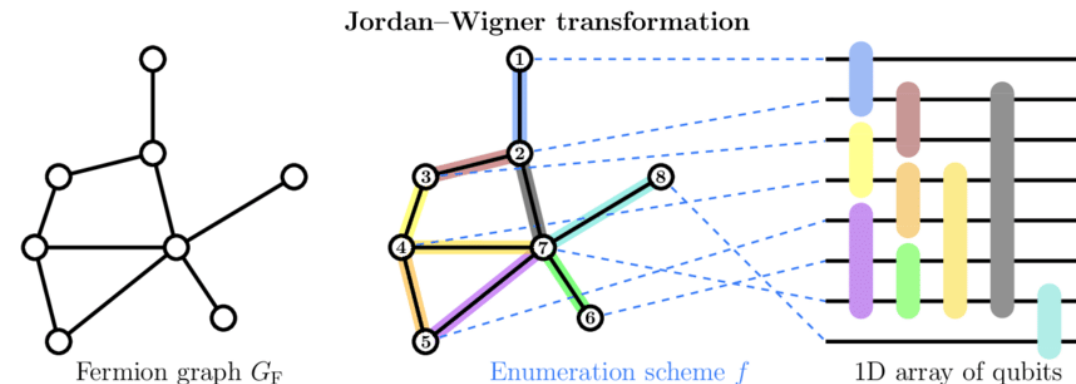 Jordan–Wigner transformation
1
2
3
8
4
7
6
5
Fermion graph G_F
Enumeration scheme f
1D array of qubits